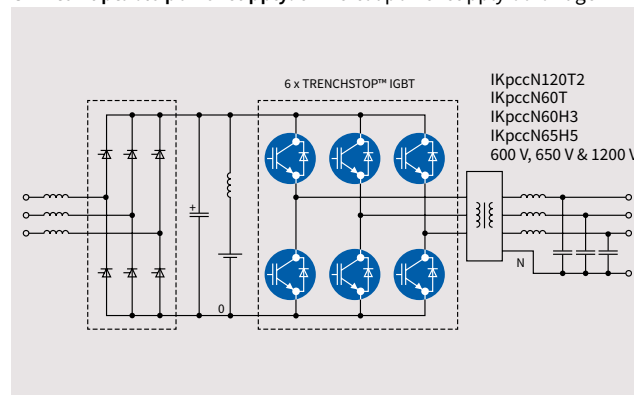 6 x TRENCHSTOP™ IGBT
IKpccN120T2
IKpccN60T
IKpccN60H3
IKpccN65H5
600 V, 650 V & 1200 V
+
N
0